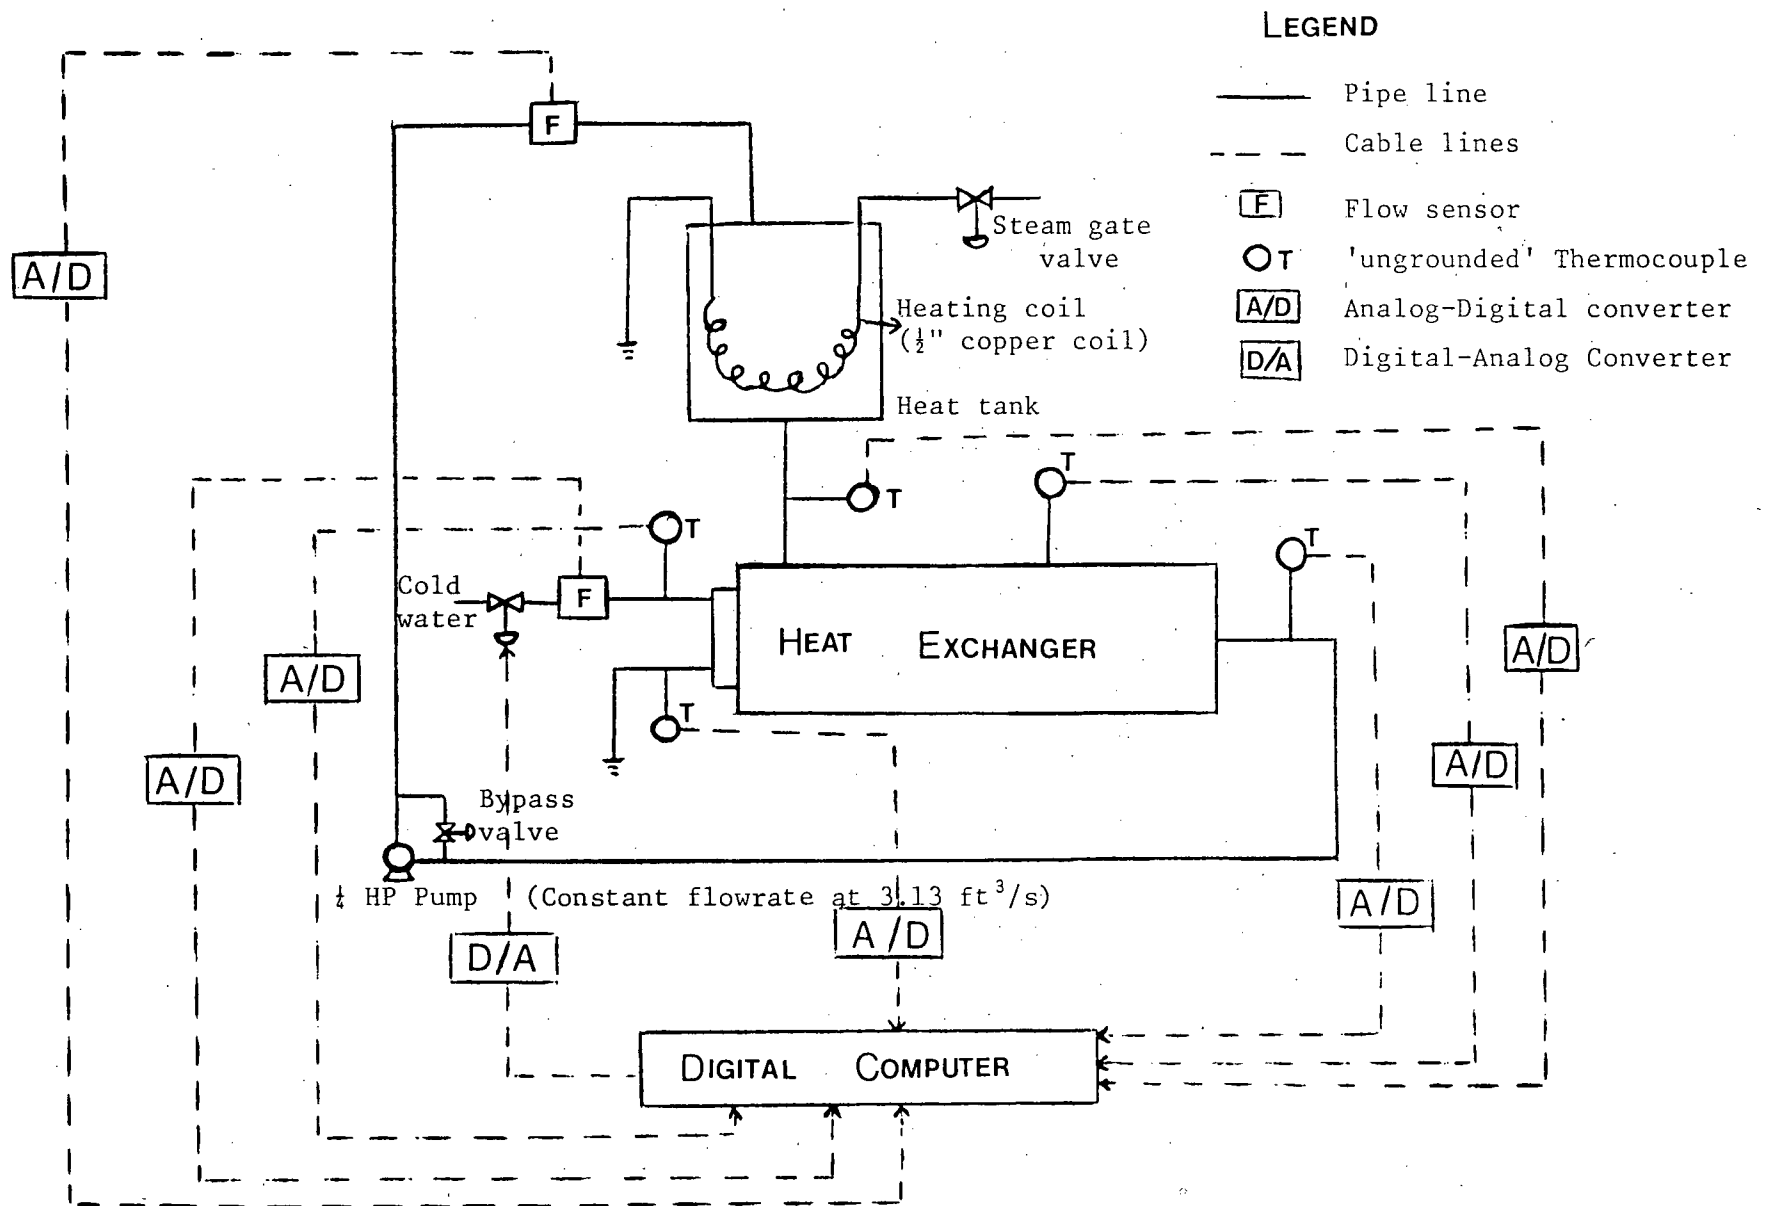 LEGEND
Pipe line
Cable lines
F
Flow sensor
T
'ungrounded' Thermocouple
A/D
Analog-Digital converter
D/A
Digital-Analog Converter
F
A/D
Steam gate
valve
Heating coil
(½" copper coil)
Heat tank
T
T
T
T
Cold
water
F
HEAT EXCHANGER
A/D
A/D
T
A/D
A/D
A/D
Bypass
valve
¼ HP Pump (Constant flowrate at 3.13 ft³/s)
A/D
D/A
DIGITAL COMPUTER